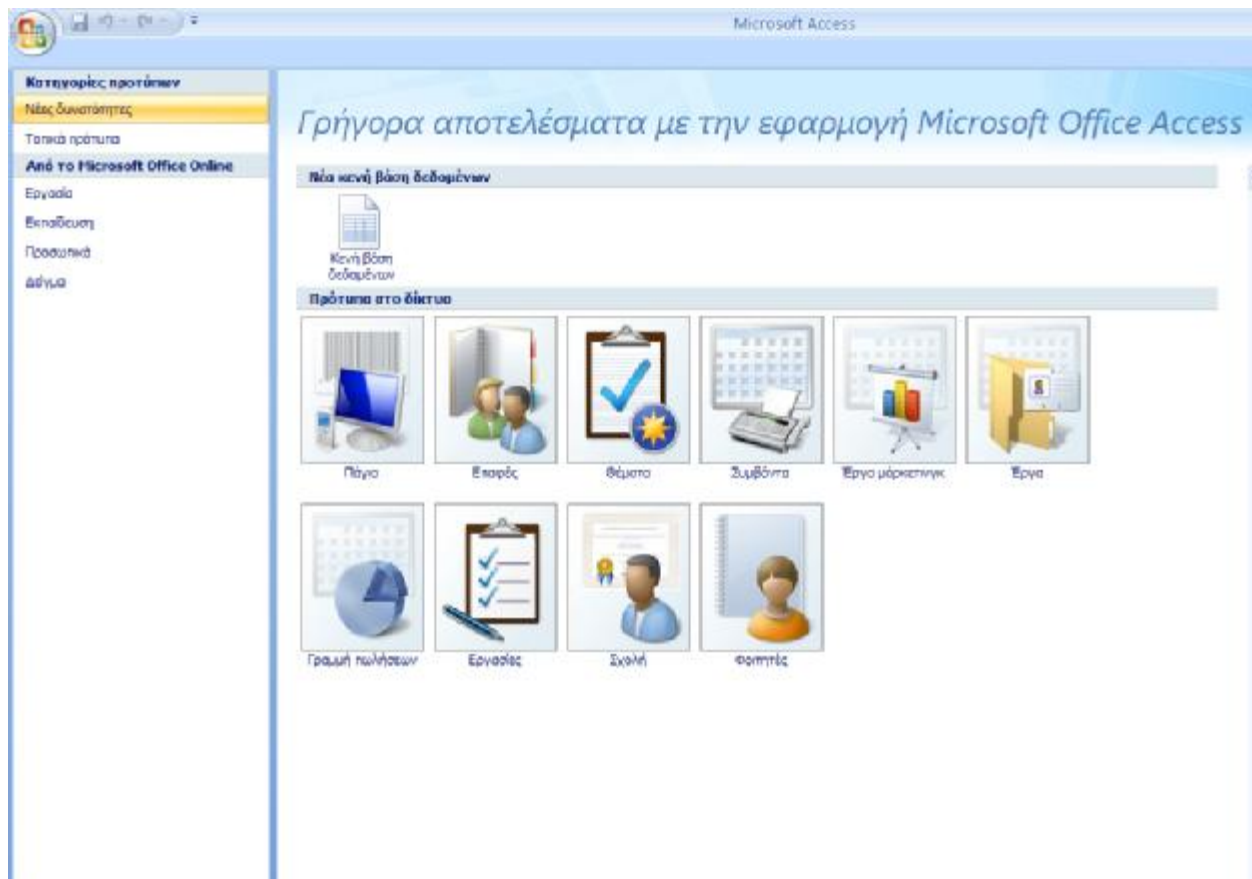 Microsoft Access
Κατηγορίες προτύπων
Νέες δυνατότητες
Τοπικά πρότυπα
Από το Microsoft Office Online
Εργασία
Εκπαίδευση
Προσωπικά
Δείγμα
Γρήγορα αποτελέσματα με την εφαρμογή Microsoft Office Access
Νέα κενή βάση δεδομένων
Κενή βάση
δεδομένων
Πρότυπα στο δίκτυο
Πάγια
Επαφές
Θέματα
Συμβάντα
Έργα μάρκετινγκ
Έργα
Γραμμή πωλήσεων
Εργασίες
Σχολή
Φοιτητές